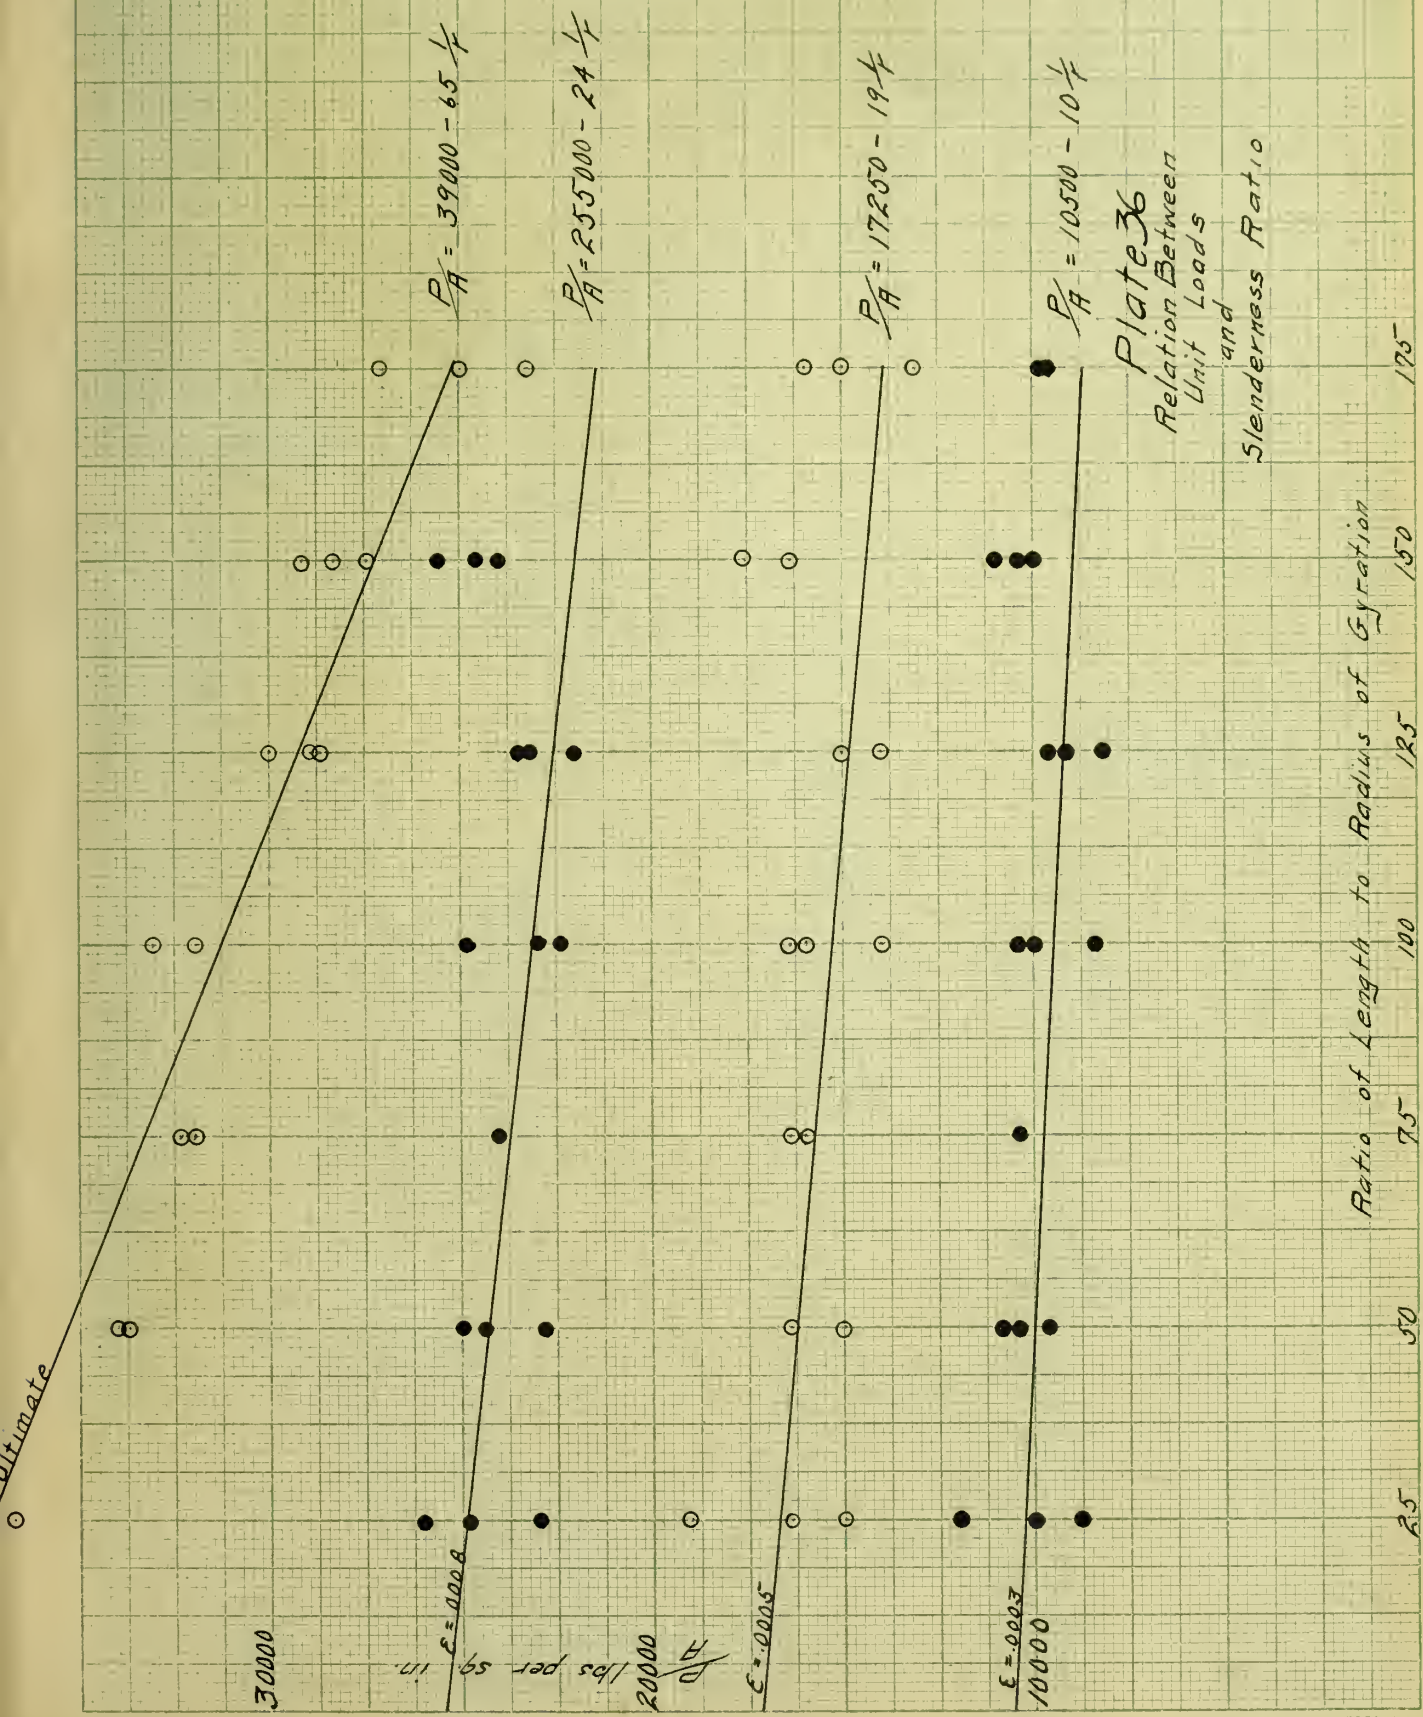 Ultimate
P/A = 39000 - 65 L/r
P/A = 255000 - 24 L/r
P/A = 17250 - 19 L/r
P/A = 10500 - 10 L/r
Plate 36
Relation Between
Unit Loads
and
Slenderness Ratio
ε = .0008
ε = .0005
ε = .0003
30000
20000
10000
P/A lbs per sq. in.
25 50 75 100 125 150 175
Ratio of Length to Radius of Gyration